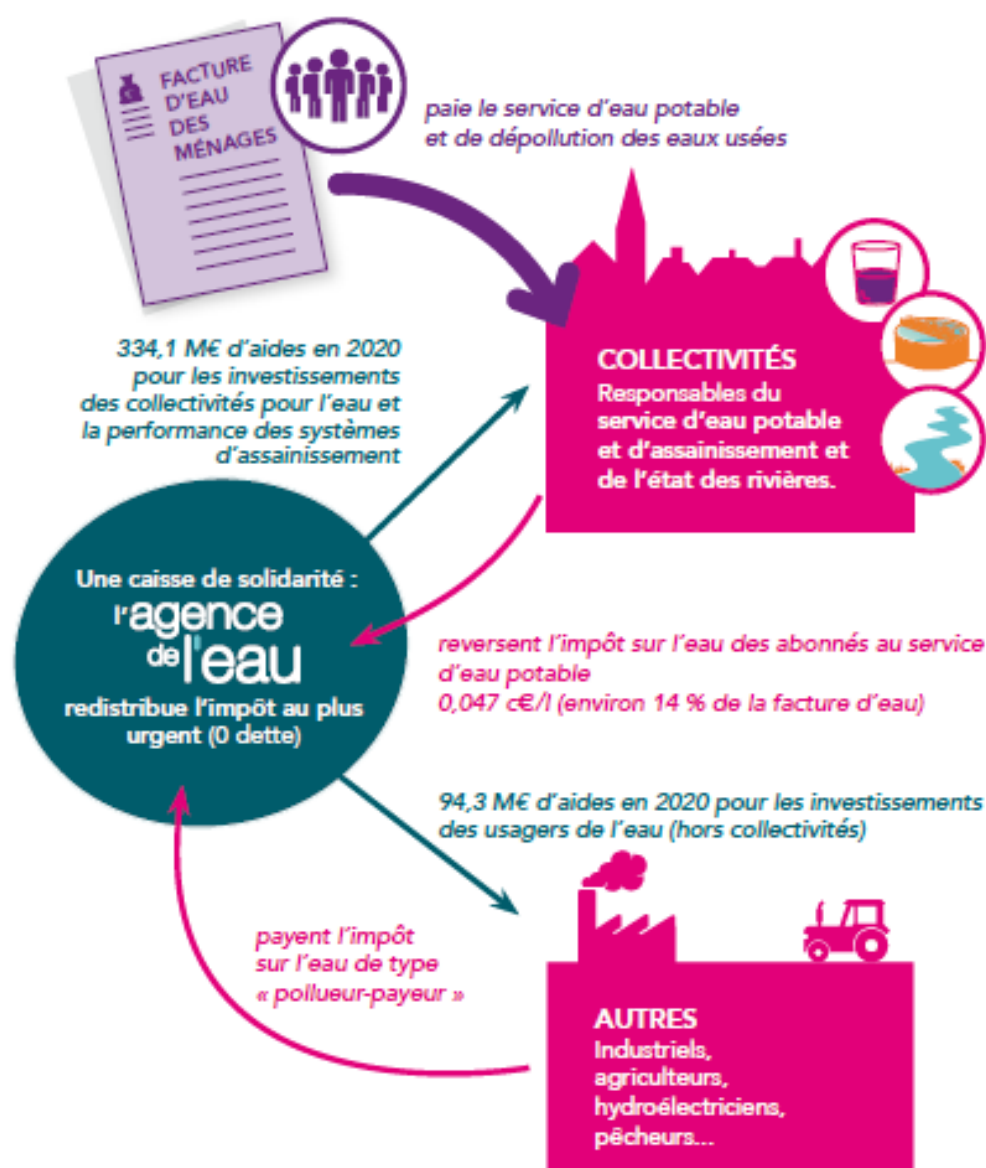 FACTURE
D'EAU
DES
MÉNAGES
paie le service d'eau potable
et de dépollution des eaux usées
334,1 M€ d'aides en 2020
pour les investissements
des collectivités pour l'eau et
la performance des systèmes
d'assainissement
COLLECTIVITÉS
Responsables du
service d'eau potable
et d'assainissement et
de l'état des rivières.
Une caisse de solidarité :
l'agence
de l'eau
redistribue l'impôt au plus
urgent (0 dette)
reversent l'impôt sur l'eau des abonnés au service
d'eau potable
0,047 c€/l (environ 14 % de la facture d'eau)
94,3 M€ d'aides en 2020 pour les investissements
des usagers de l'eau (hors collectivités)
payent l'impôt
sur l'eau de type
« pollueur-payeur »
AUTRES
Industriels,
agriculteurs,
hydroélectriciens,
pêcheurs...